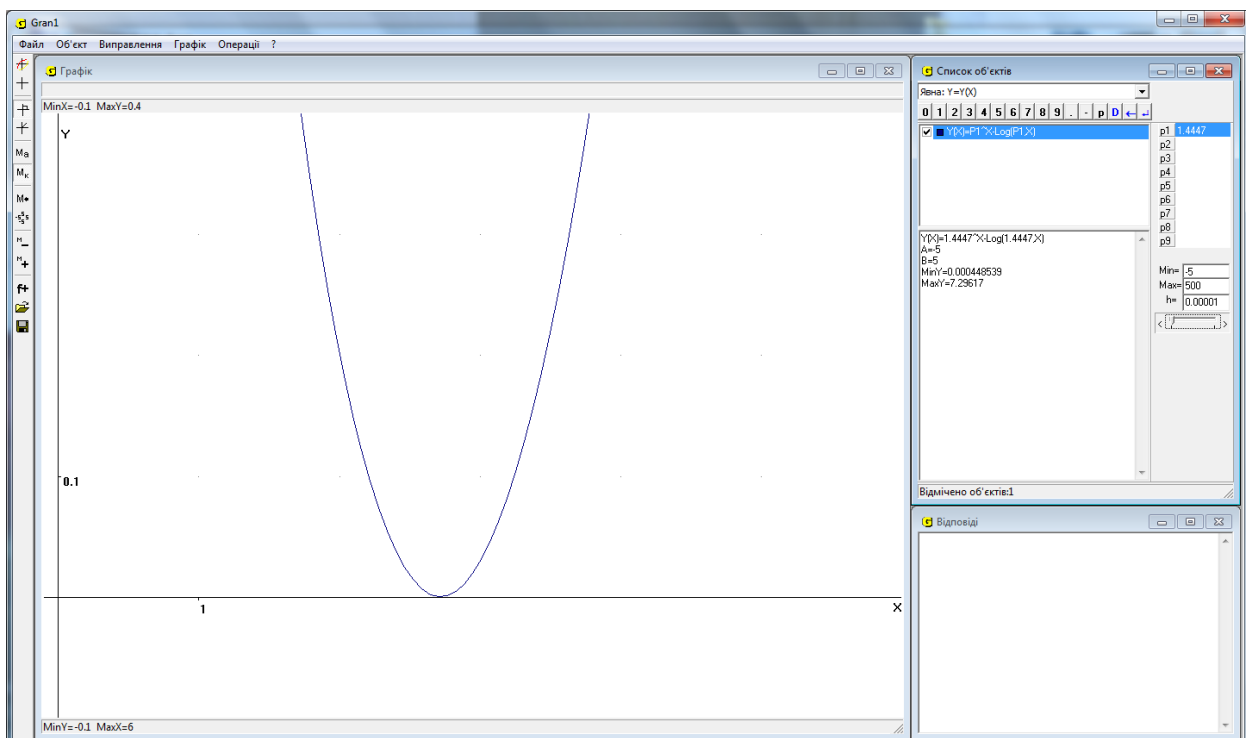 Gran1
Файл Об'єкт Виправлення Графік Операції ?
Графік
MinX=-0.1 MaxY=0.4
Y
0.1
1
X
MinY=-0.1 MaxX=6
Ma
Mк
M•
M
M
f+
Список об'єктів
Явна: Y=Y(X)
0 1 2 3 4 5 6 7 8 9 . - p D ← ↵
Y(X)=P1^X-Log(P1,X)
p1 1.4447
p2
p3
p4
p5
p6
p7
p8
p9
Y(X)=1.4447^X-Log(1.4447,X)
A=-5
B=5
MinY=0.000448539
MaxY=7.29617
Min= -5
Max= 500
h= 0.00001
Відмічено об'єктів:1
Відповіді